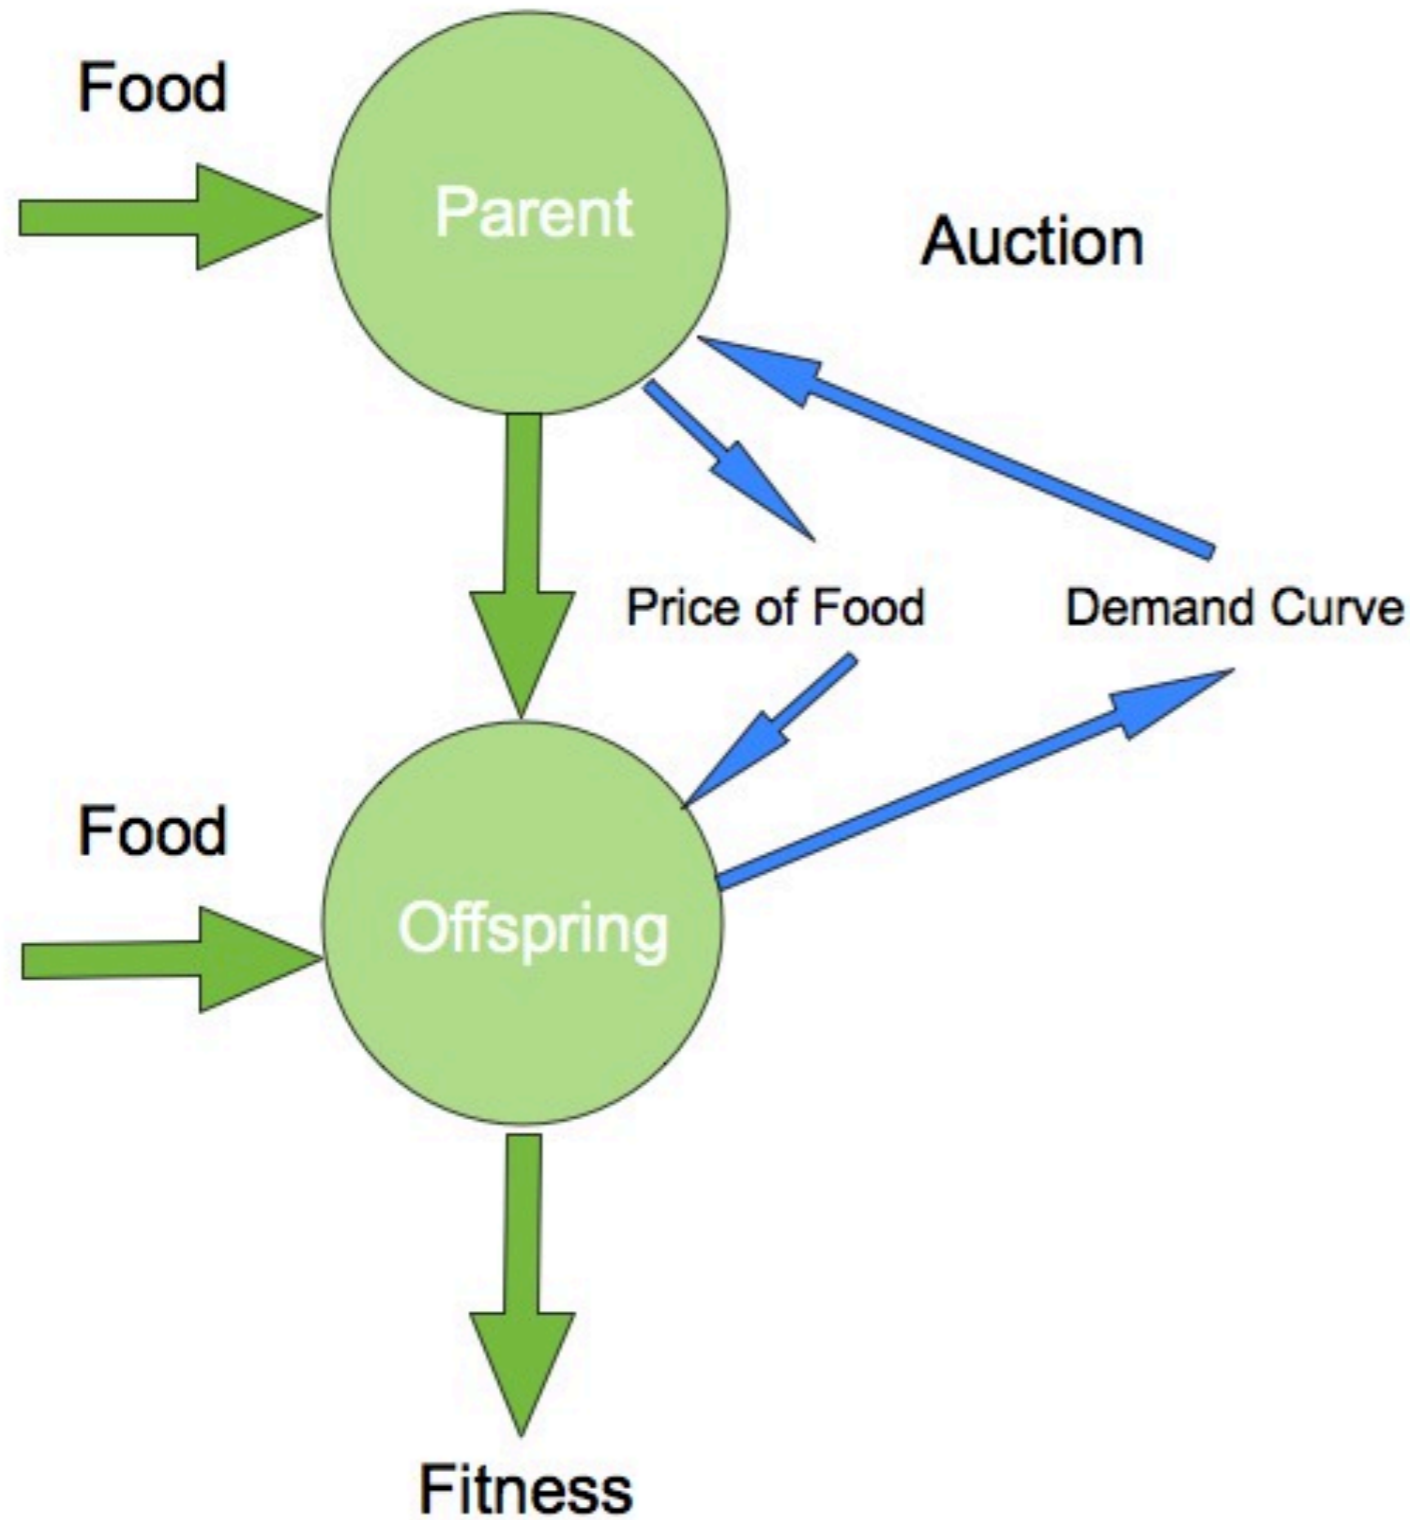 Food
Parent
Auction
Price of Food
Demand Curve
Food
Offspring
Fitness